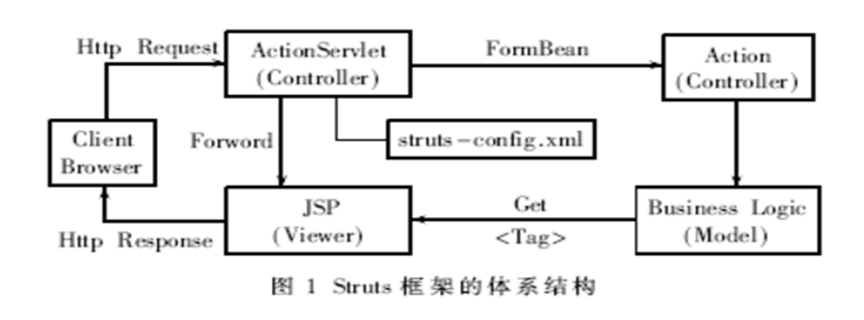 Http Request
ActionServlet
(Controller)
FormBean
Action
(Controller)
Client
Browser
Forword
struts-config.xml
JSP
(Viewer)
Get
<Tag>
Business Logic
(Model)
Http Response
图 1 Struts 框架的体系结构